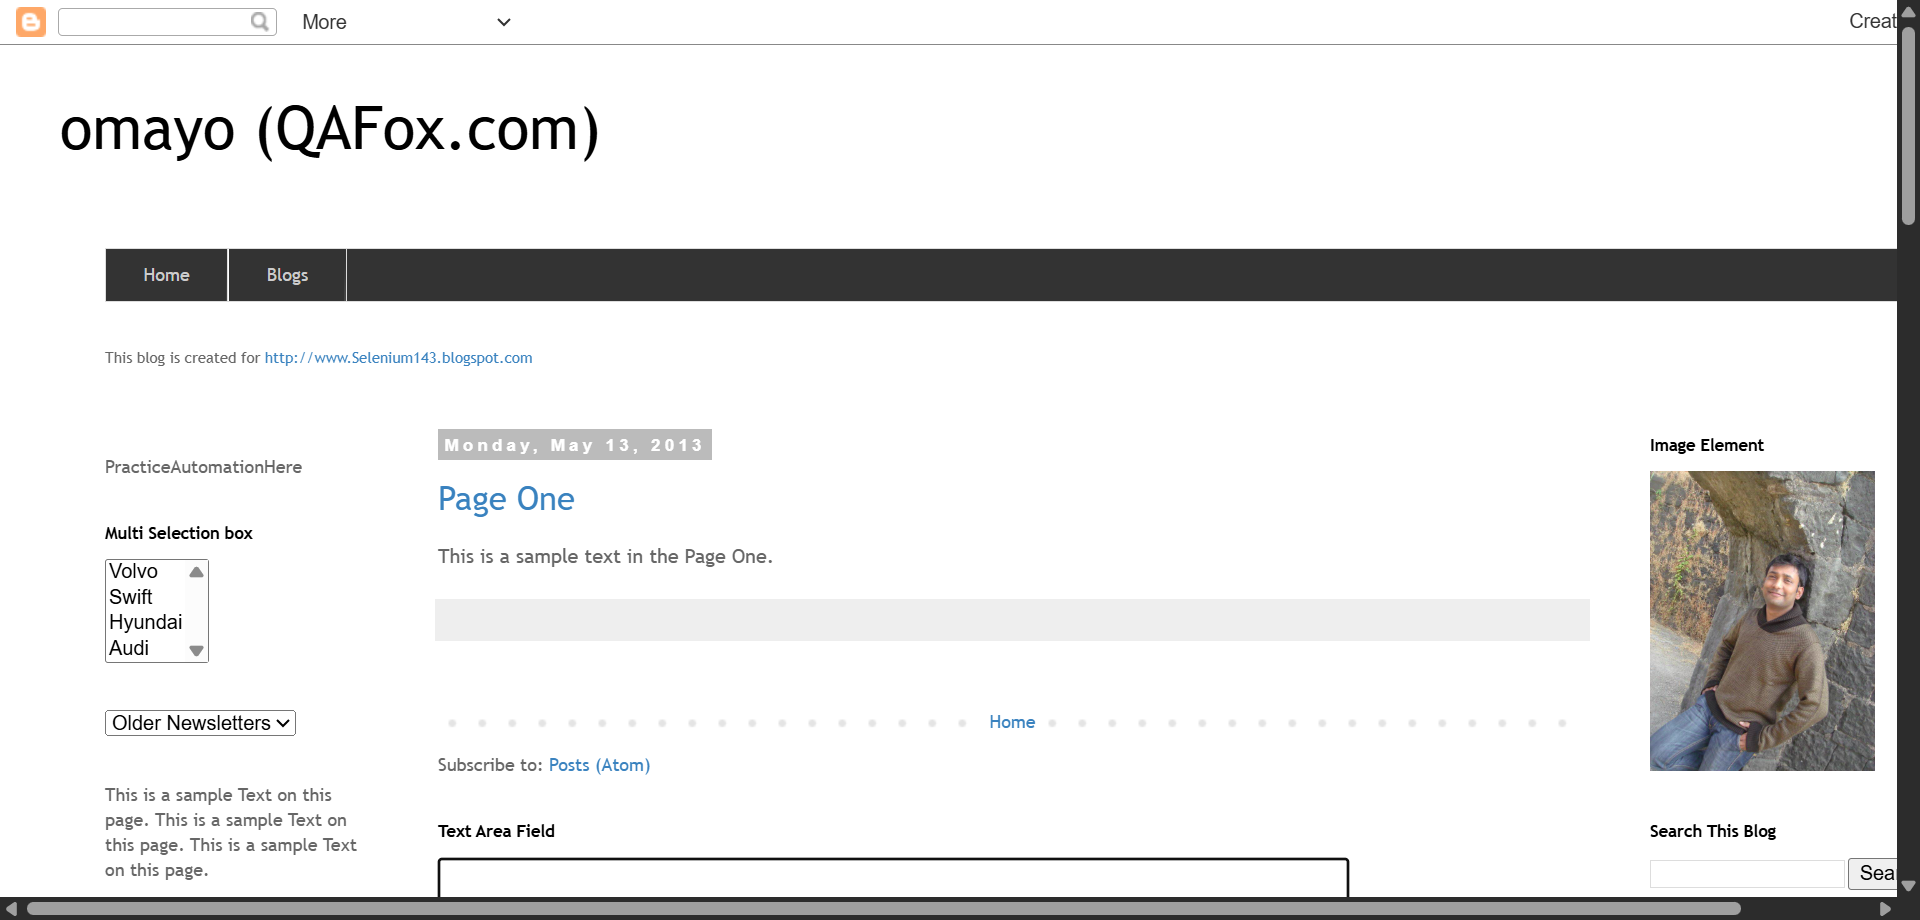 More
Creat
omayo (QAFox.com)
Home
Blogs
This blog is created for http://www.Selenium143.blogspot.com
PracticeAutomationHere
Multi Selection box
Volvo
Swift
Hyundai
Audi
Older Newsletters
This is a sample Text on this
page. This is a sample Text on
this page. This is a sample Text
on this page.
Monday, May 13, 2013
Page One
This is a sample text in the Page One.
Home
Subscribe to: Posts (Atom)
Text Area Field
Image Element
Search This Blog
Sear